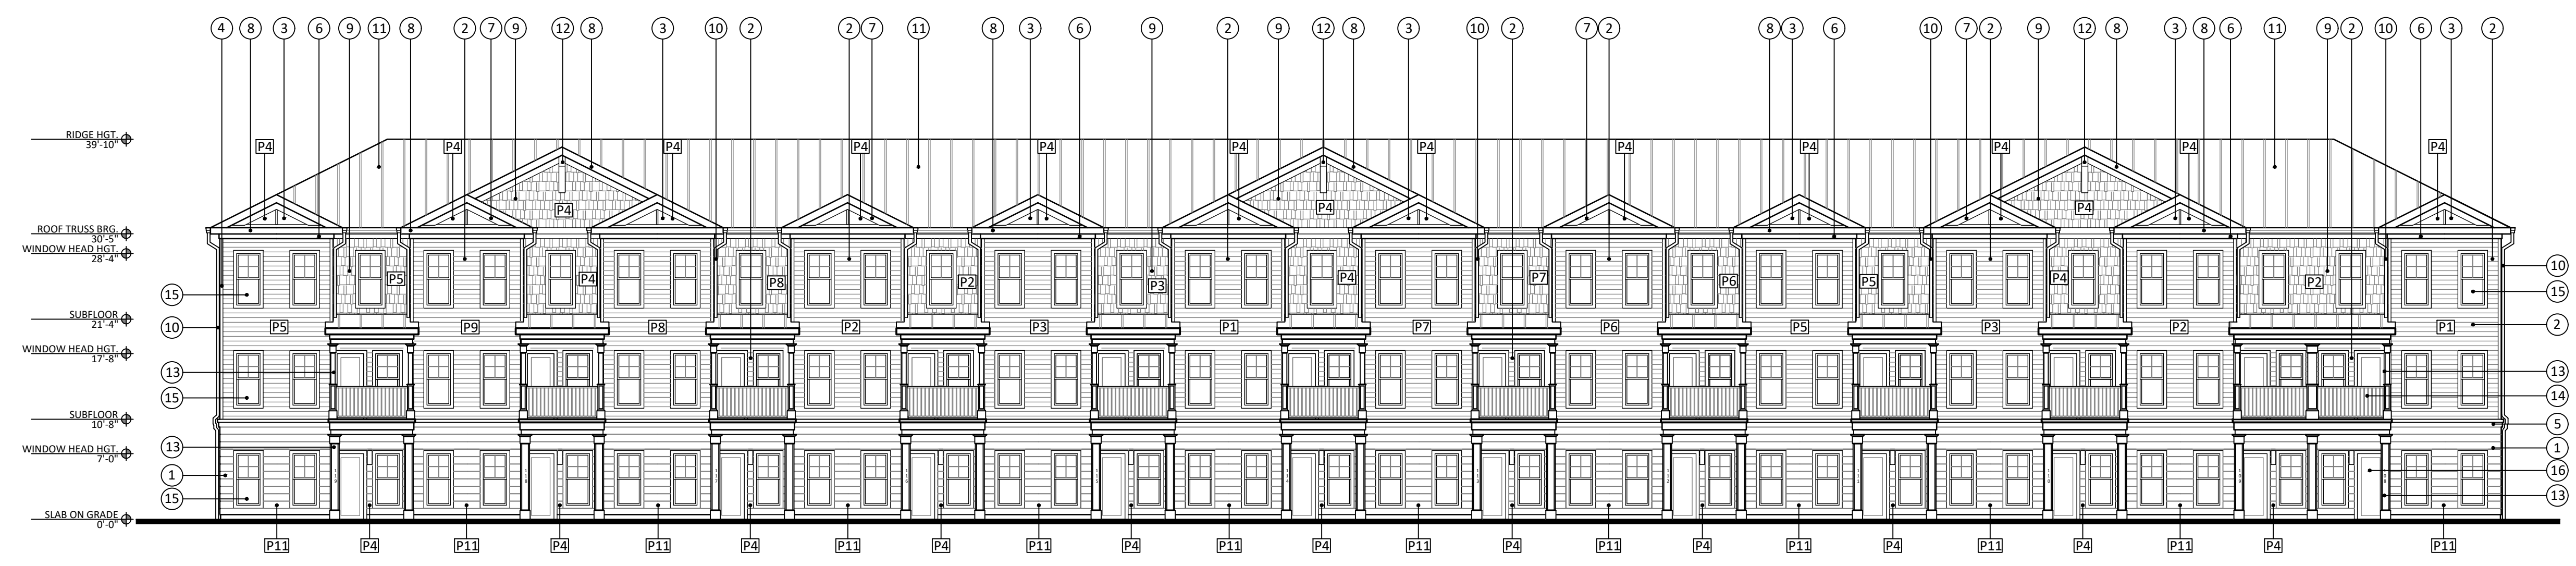 4 8 3 6 9 11 8 2 7 9 12 8 3 10 2 2 7 11 8 3 6 9 2 9 12 8 3 10 2 7 2 8 3 6 10 7 2 9 12 8 3 8 6 11 9 2 10 6 3 2
RIDGE HGT.
39'-10"
P4 P4 P4 P4 P4 P4 P4 P4 P4 P4 P4 P4
P4 P4 P4
ROOF TRUSS BRG.
30'-5"
WINDOW HEAD HGT.
28'-4"
10
P5 P4 P8 P2 P3 P4 P7 P6 P5 P4 P2
15 15
SUBFLOOR
21'-4"
10 P5 P9 P8 P2 P3 P1 P7 P6 P5 P3 P2 P1 2
WINDOW HEAD HGT.
17'-8"
13 13
15 14
SUBFLOOR
10'-8"
5
13 1
WINDOW HEAD HGT.
7'-0"
1 16
15 13
SLAB ON GRADE
0'-0"
P11 P4 P11 P4 P11 P4 P11 P4 P11 P4 P11 P4 P11 P4 P11 P4 P11 P4 P11 P4 P11 P4 P11